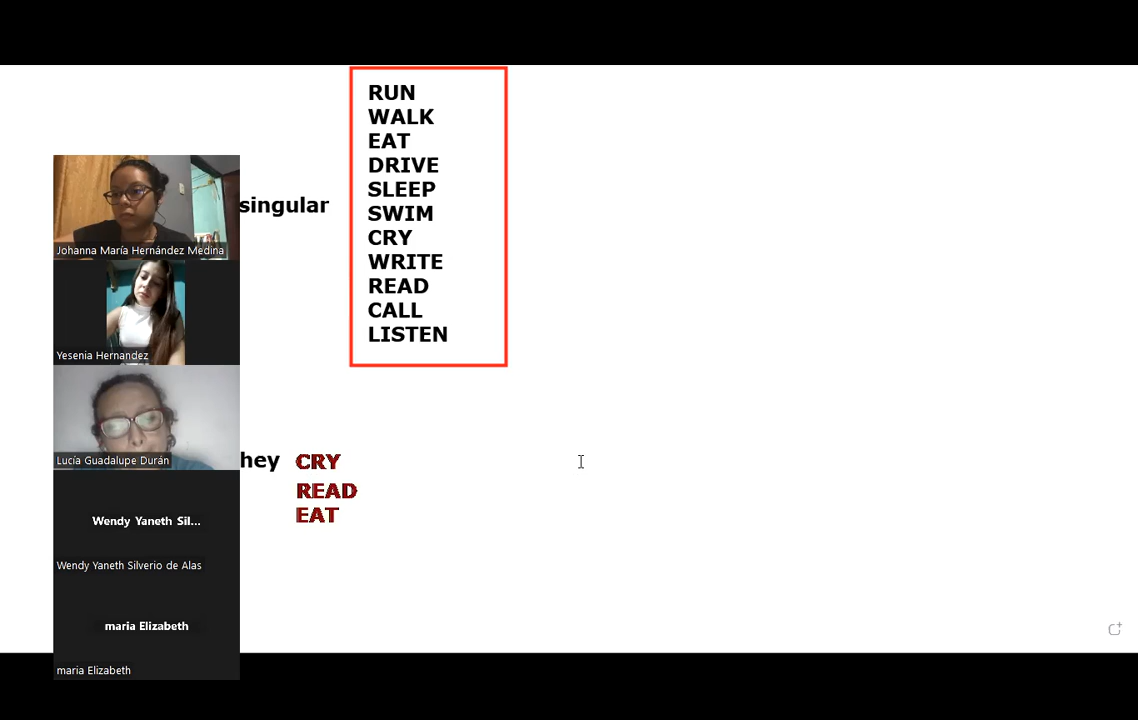 RUN
WALK
EAT
DRIVE
SLEEP
SWIM
CRY
WRITE
READ
CALL
LISTEN
singular
Johanna María Hernández Medina
Yesenia Hernandez
Lucía Guadalupe Durán
hey CRY
READ
EAT
Wendy Yaneth Sil...
Wendy Yaneth Silverio de Alas
maria Elizabeth
maria Elizabeth